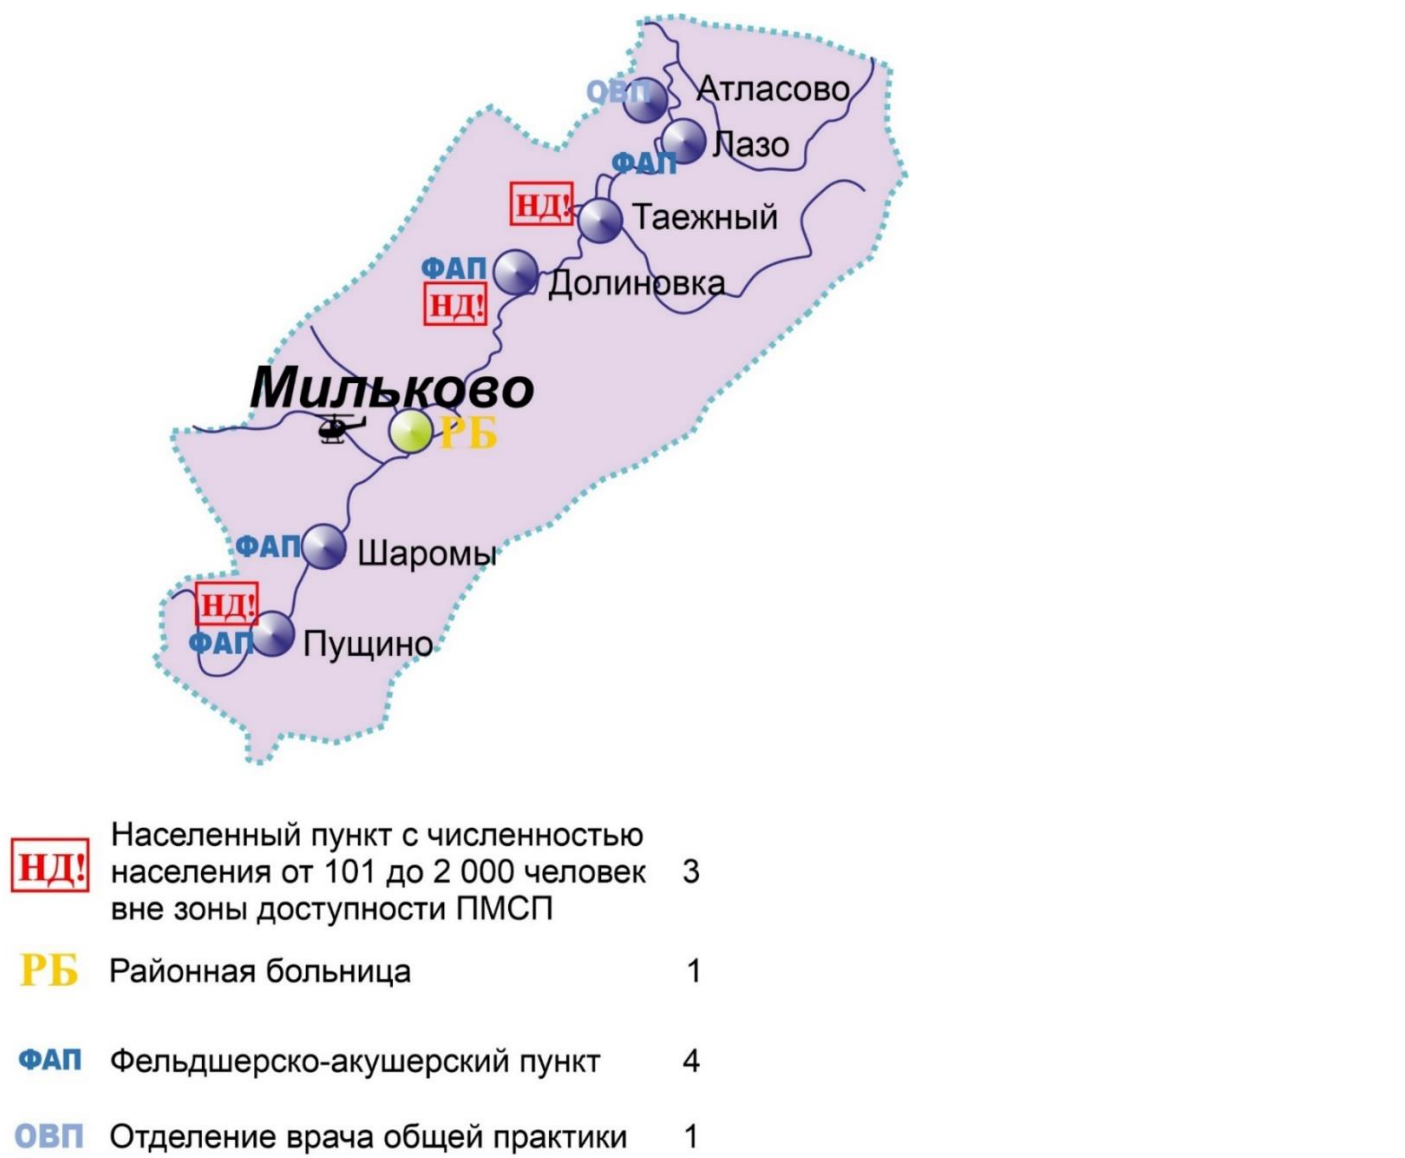 ОВП Атласово
Лазо
ФАП
НД! Таежный
ФАП
Долиновка
НД!
Мильково
РБ
ФАП Шаромы
НД!
ФАП Пущино
Населенный пункт с численностью
НД! населения от 101 до 2 000 человек 3
вне зоны доступности ПМСП
РБ Районная больница 1
ФАП Фельдшерско-акушерский пункт 4
ОВП Отделение врача общей практики 1